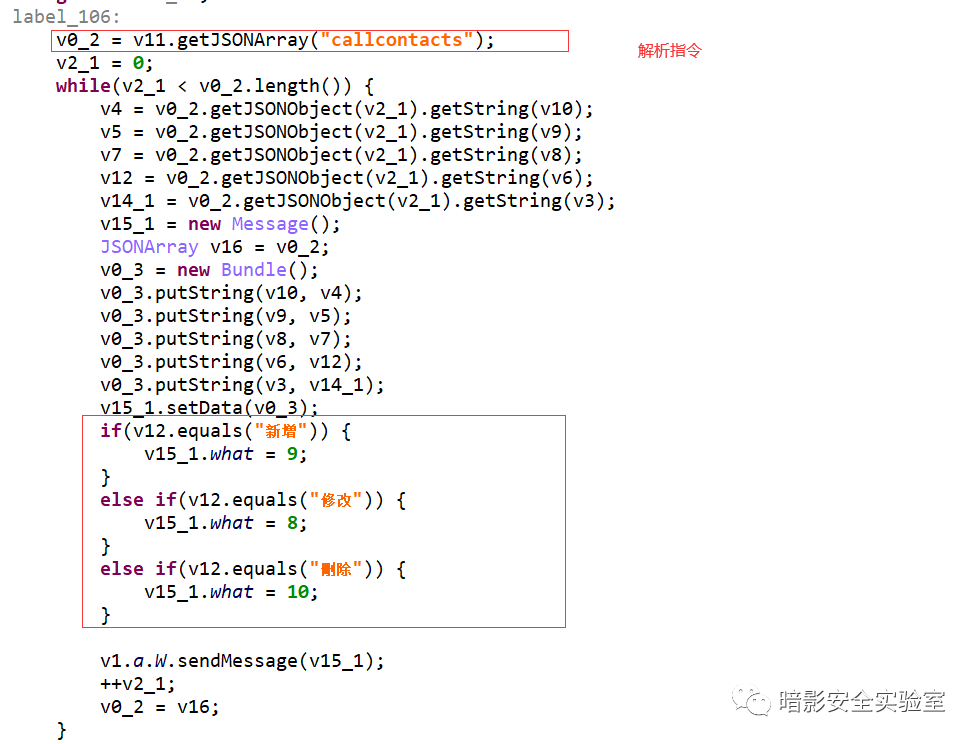 label_106:
v0_2 = v11.getJSONArray("callcontacts");
解析指令
v2_1 = 0;
while(v2_1 < v0_2.length()) {
v4 = v0_2.getJSONObject(v2_1).getString(v10);
v5 = v0_2.getJSONObject(v2_1).getString(v9);
v7 = v0_2.getJSONObject(v2_1).getString(v8);
v12 = v0_2.getJSONObject(v2_1).getString(v6);
v14_1 = v0_2.getJSONObject(v2_1).getString(v3);
v15_1 = new Message();
JSONArray v16 = v0_2;
v0_3 = new Bundle();
v0_3.putString(v10, v4);
v0_3.putString(v9, v5);
v0_3.putString(v8, v7);
v0_3.putString(v6, v12);
v0_3.putString(v3, v14_1);
v15_1.setData(v0_3);
if(v12.equals("新增")) {
v15_1.what = 9;
}
else if(v12.equals("修改")) {
v15_1.what = 8;
}
else if(v12.equals("刪除")) {
v15_1.what = 10;
}
v1.a.W.sendMessage(v15_1);
++v2_1;
v0_2 = v16;
}
暗影安全实验室